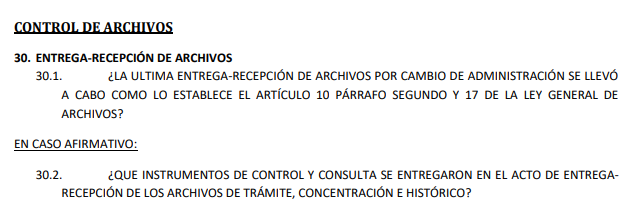 CONTROL DE ARCHIVOS
30. ENTREGA-RECEPCIÓN DE ARCHIVOS
30.1. ¿LA ULTIMA ENTREGA-RECEPCIÓN DE ARCHIVOS POR CAMBIO DE ADMINISTRACIÓN SE LLEVÓ
A CABO COMO LO ESTABLECE EL ARTÍCULO 10 PÁRRAFO SEGUNDO Y 17 DE LA LEY GENERAL DE
ARCHIVOS?
EN CASO AFIRMATIVO:
30.2. ¿QUE INSTRUMENTOS DE CONTROL Y CONSULTA SE ENTREGARON EN EL ACTO DE ENTREGA-
RECEPCIÓN DE LOS ARCHIVOS DE TRÁMITE, CONCENTRACIÓN E HISTÓRICO?